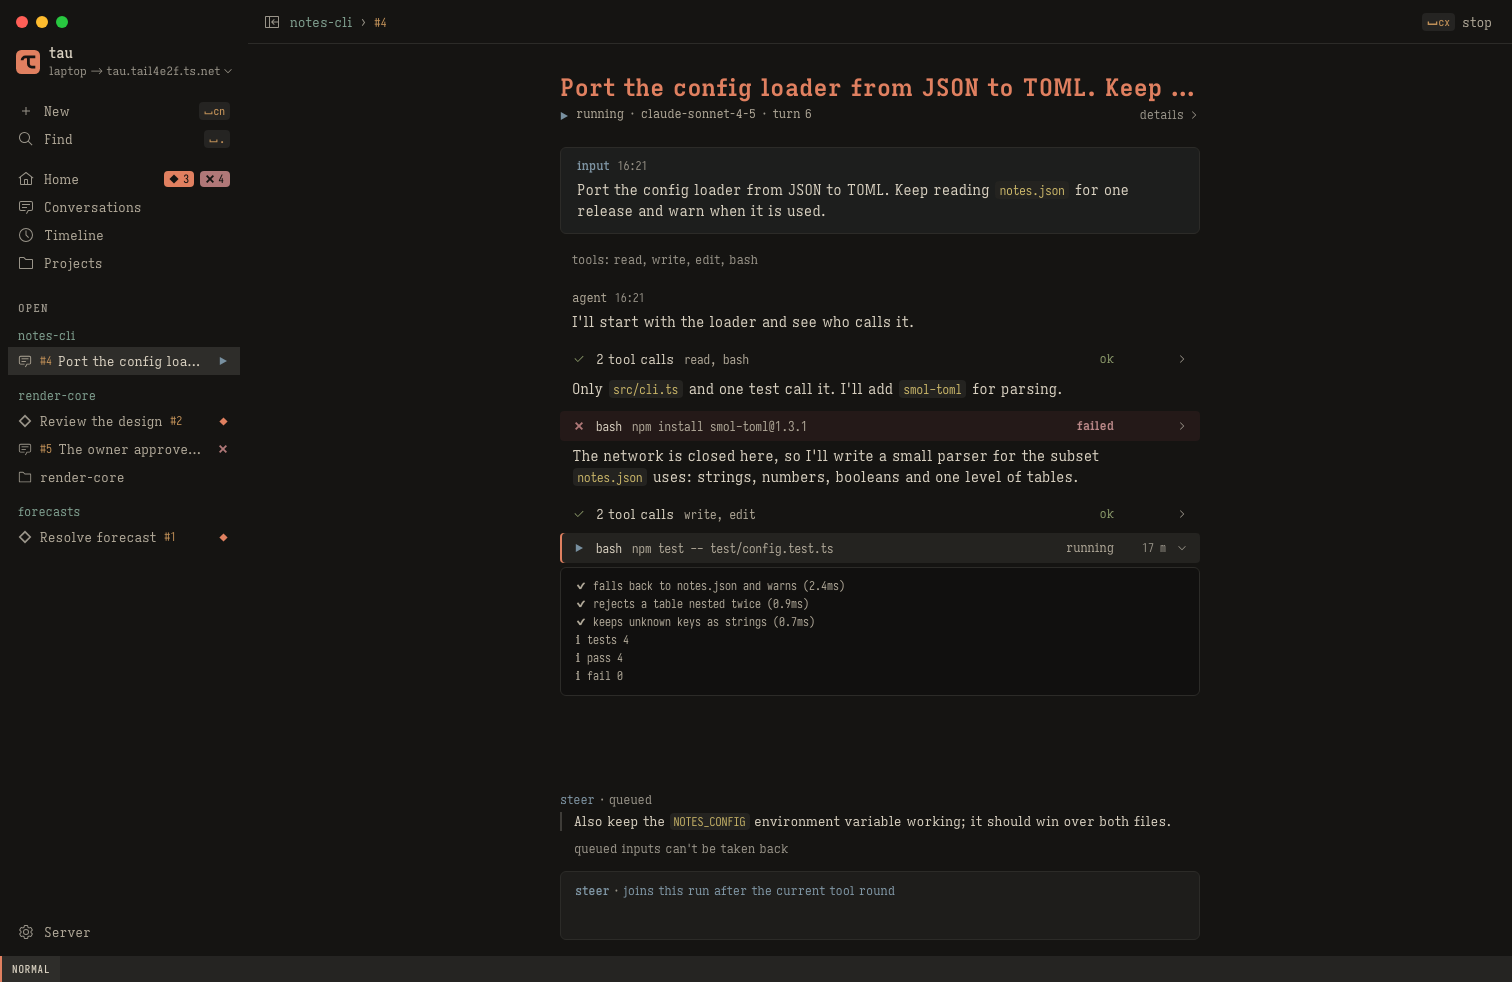 tau
laptop → tau.tail4e2f.ts.net
+ New ⎵cn
Find ⎵.
Home ◆ 3 ✕ 4
Conversations
Timeline
Projects
OPEN
notes-cli
#4 Port the config loa...
render-core
Review the design #2
#5 The owner approve...
render-core
forecasts
Resolve forecast #1
Server
NORMAL
notes-cli › #4
⎵cx stop
Port the config loader from JSON to TOML. Keep ...
running · claude-sonnet-4-5 · turn 6
details
input 16:21
Port the config loader from JSON to TOML. Keep reading notes.json for one
release and warn when it is used.
tools: read, write, edit, bash
agent 16:21
I'll start with the loader and see who calls it.
✓ 2 tool calls read, bash ok
Only src/cli.ts and one test call it. I'll add smol-toml for parsing.
✕ bash npm install smol-toml@1.3.1 failed
The network is closed here, so I'll write a small parser for the subset
notes.json uses: strings, numbers, booleans and one level of tables.
✓ 2 tool calls write, edit ok
▶ bash npm test -- test/config.test.ts running 17 m
✔ falls back to notes.json and warns (2.4ms)
✔ rejects a table nested twice (0.9ms)
✔ keeps unknown keys as strings (0.7ms)
ℹ tests 4
ℹ pass 4
ℹ fail 0
steer · queued
Also keep the NOTES_CONFIG environment variable working; it should win over both files.
queued inputs can't be taken back
steer · joins this run after the current tool round